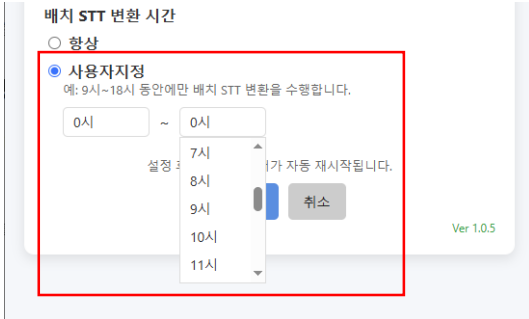 배치 STT 변환 시간
항상
사용자지정
예: 9시~18시 동안에만 배치 STT 변환을 수행합니다.
0시 ~ 0시
7시
설정 가 자동 재시작됩니다.
8시
9시 취소
10시
Ver 1.0.5
11시